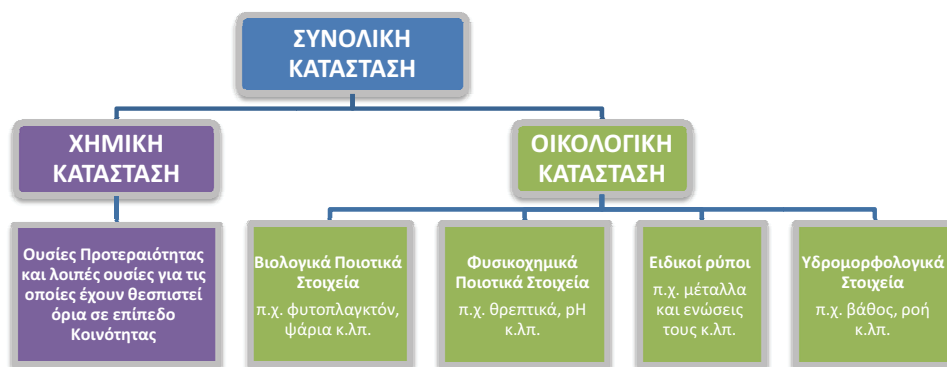 ΣΥΝΟΛΙΚΗ
ΚΑΤΑΣΤΑΣΗ
ΧΗΜΙΚΗ
ΚΑΤΑΣΤΑΣΗ
ΟΙΚΟΛΟΓΙΚΗ
ΚΑΤΑΣΤΑΣΗ
Ουσίες Προτεραιότητας
και λοιπές ουσίες για τις
οποίες έχουν θεσπιστεί
όρια σε επίπεδο
Κοινότητας
Βιολογικά Ποιοτικά
Στοιχεία
π.χ. φυτοπλαγκτόν,
ψάρια κ.λπ.
Φυσικοχημικά
Ποιοτικά Στοιχεία
π.χ. θρεπτικά, pH
κ.λπ.
Ειδικοί ρύποι
π.χ. μέταλλα
και ενώσεις
τους κ.λπ.
Υδρομορφολογικά
Στοιχεία
π.χ. βάθος, ροή
κ.λπ.